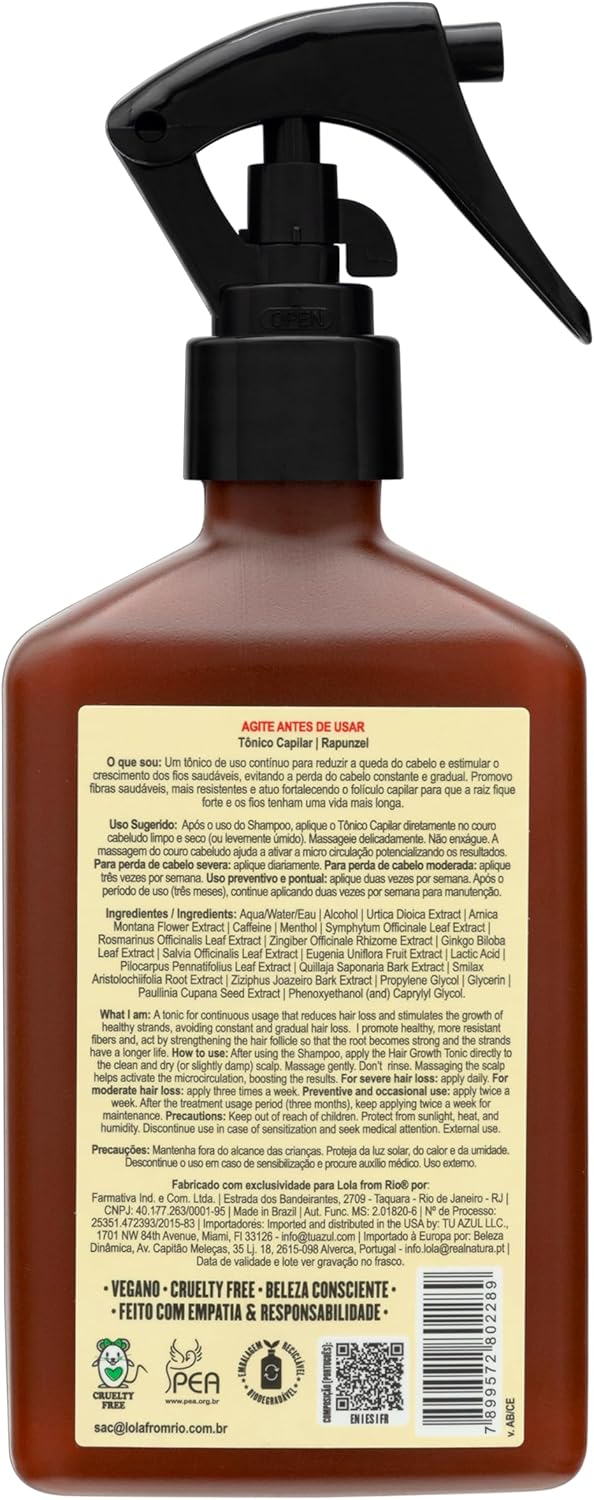 OPEN
AGITE ANTES DE USAR
Tônico Capilar | Rapunzel
O que sou: Um tônico de uso contínuo para reduzir a queda do cabelo e estimular o
crescimento dos fios saudáveis, evitando a perda do cabelo constante e gradual. Promovo
fibras saudáveis, mais resistentes e atuo fortalecendo o folículo capilar para que a raiz fique
forte e os fios tenham uma vida mais longa.
Uso Sugerido: Após o uso do Shampoo, aplique o Tônico Capilar diretamente no couro
cabeludo limpo e seco (ou levemente úmido). Massageie delicadamente. Não enxágue. A
massagem do couro cabeludo ajuda a ativar a micro circulação potencializando os resultados.
Para perda de cabelo severa: aplique diariamente. Para perda de cabelo moderada: aplique
três vezes por semana. Uso preventivo e pontual: aplique duas vezes por semana. Após o
período de uso (três meses), continue aplicando duas vezes por semana para manutenção.
Ingredientes / Ingredients: Aqua/Water/Eau | Alcohol | Urtica Dioica Extract | Arnica
Montana Flower Extract | Caffeine | Menthol | Symphytum Officinale Leaf Extract |
Rosmarinus Officinalis Leaf Extract | Zingiber Officinale Rhizome Extract | Ginkgo Biloba
Leaf Extract | Salvia Officinalis Leaf Extract | Eugenia Uniflora Fruit Extract | Lactic Acid |
Pilocarpus Pennatifolius Leaf Extract | Quillaja Saponaria Bark Extract | Smilax
Aristolochiifolia Root Extract | Ziziphus Joazeiro Bark Extract | Propylene Glycol | Glycerin |
Paullinia Cupana Seed Extract | Phenoxyethanol (and) Caprylyl Glycol.
What I am: A tonic for continuous usage that reduces hair loss and stimulates the growth of
healthy strands, avoiding constant and gradual hair loss. I promote healthy, more resistant
fibers and, act by strengthening the hair follicle so that the root becomes strong and the strands
have a longer life. How to use: After using the Shampoo, apply the Hair Growth Tonic directly to
the clean and dry (or slightly damp) scalp. Massage gently. Don't rinse. Massaging the scalp
helps activate the microcirculation, boosting the results. For severe hair loss: apply daily. For
moderate hair loss: apply three times a week. Preventive and occasional use: apply twice a
week. After the treatment usage period (three months), keep applying twice a week for
maintenance. Precautions: Keep out of reach of children. Protect from sunlight, heat, and
humidity. Discontinue use in case of sensitization and seek medical attention. External use.
Precauções: Mantenha fora do alcance das crianças. Proteja da luz solar, do calor e da umidade.
Descontinue o uso em caso de sensibilização e procure auxílio médico. Uso externo.
Fabricado com exclusividade para Lola from Rio® por:
Farmativa Ind. e Com. Ltda. | Estrada dos Bandeirantes, 2709 - Taquara - Rio de Janeiro - RJ
| CNPJ: 40.177.263/0001-95 | Made in Brazil | Aut. Func. MS: 2.01820-6 | Nº de Processo:
25351.472393/2015-83 | Importadores: Imported and distributed in the USA by: TU AZUL LLC.,
1701 NW 84th Avenue, Miami, Fl 33126 - info@tuazul.com | Importado à Europa por: Beleza
Dinâmica, Av. Capitão Meleças, 35 Lj. 18, 2615-098 Alverca, Portugal - info.lola@realnatura.pt |
Data de validade e lote ver gravação no frasco.
· VEGANO · CRUELTY FREE · BELEZA CONSCIENTE ·
· FEITO COM EMPATIA & RESPONSABILIDADE ·
CRUELTY
FREE
PEA
www.pea.org.br
EMBALAGEM RECICLÁVEL
BIODEGRADÁVEL
COMPOSIÇÃO (PORTUGUÊS):
EN | ES | FR
sac@lolafromrio.com.br
7 899572 802289
v. AB/CE